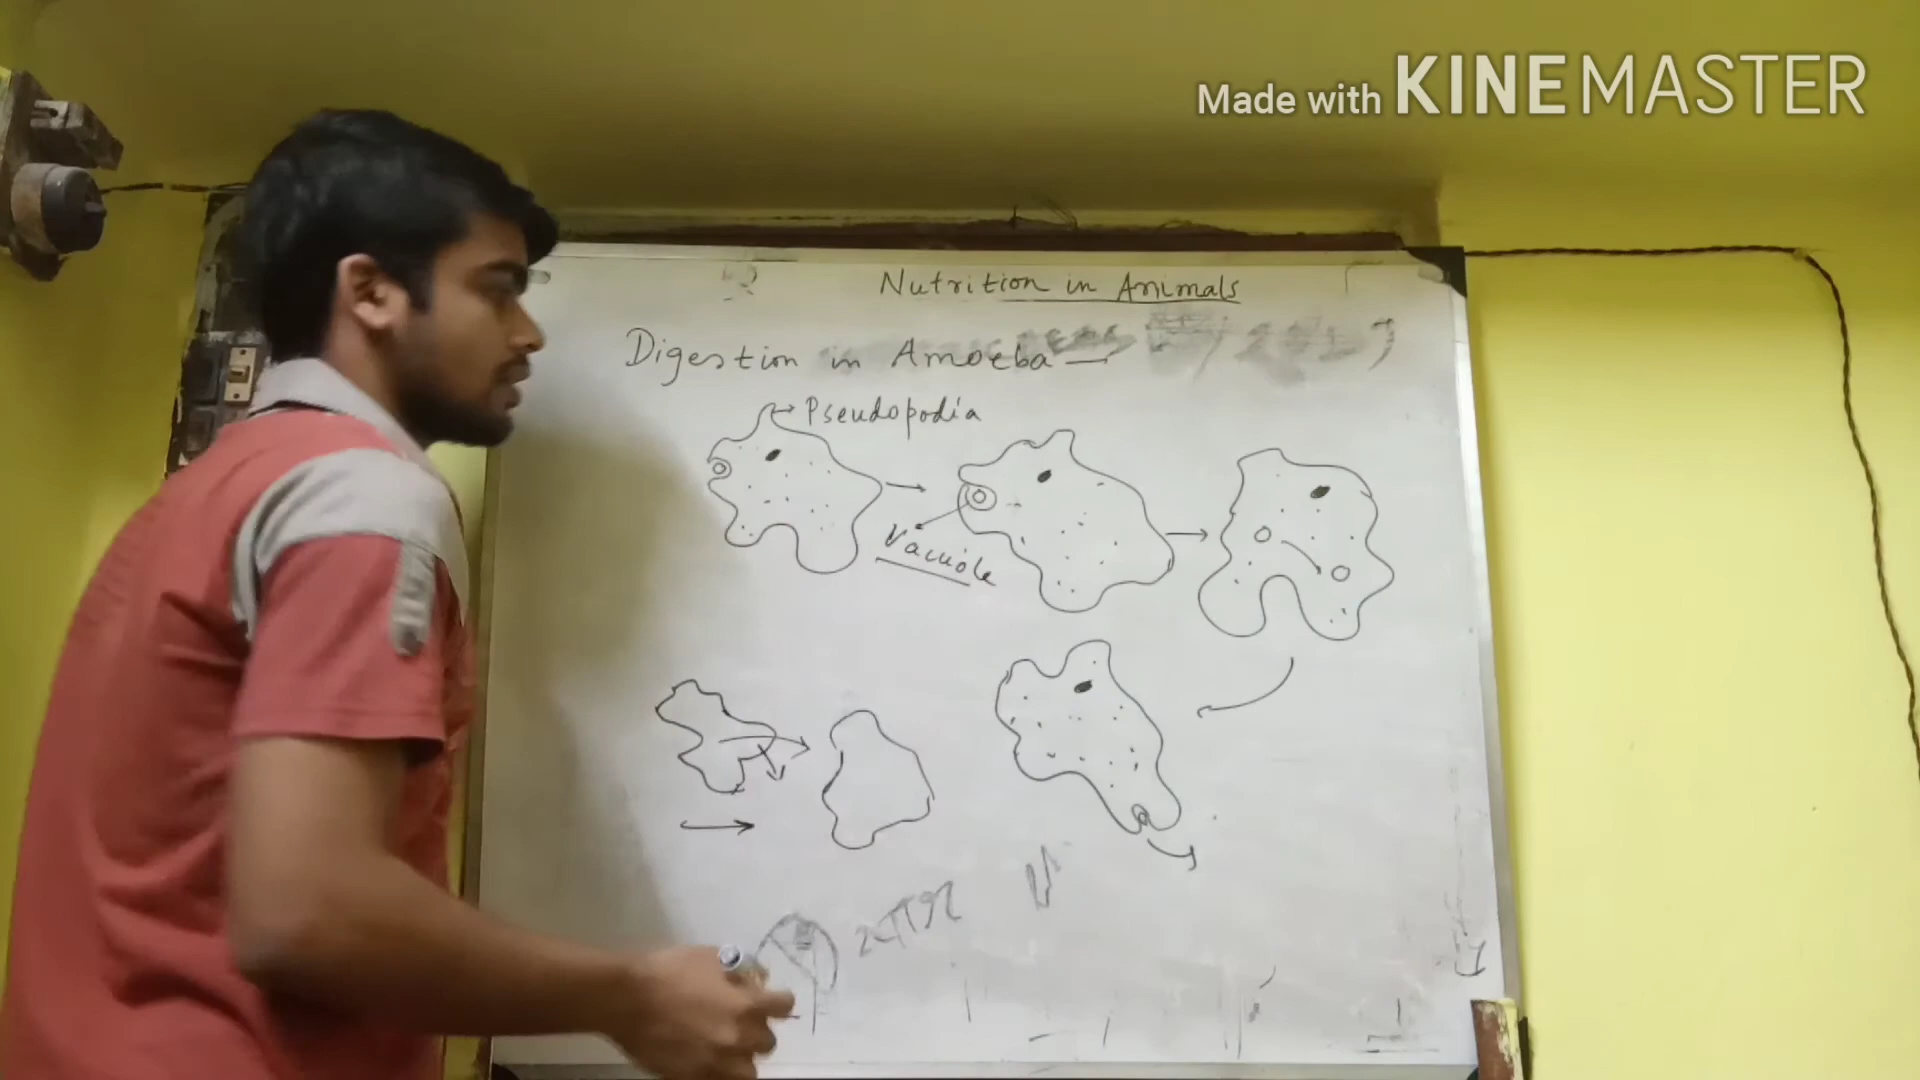 Made with KINEMASTER
Nutrition in Animals
Digestion in Amoeba —
Pseudopodia
Vacuole